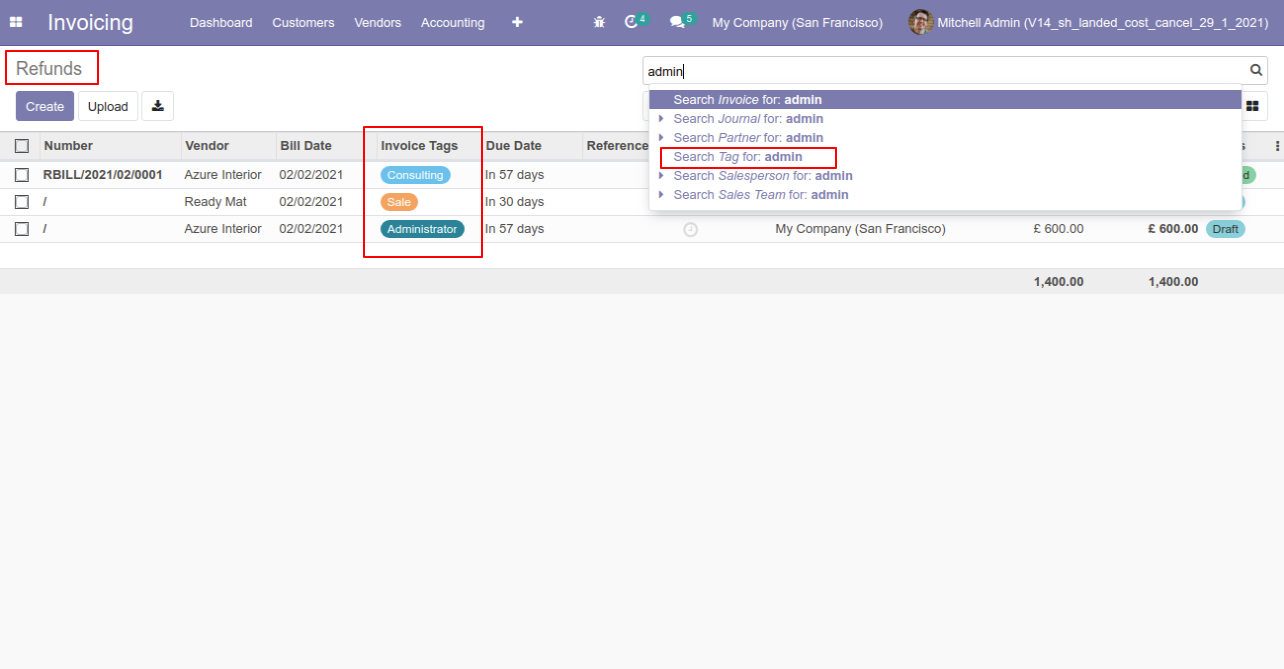 Invoicing Dashboard Customers Vendors Accounting + 4 5 My Company (San Francisco) Mitchell Admin (V14_sh_landed_cost_cancel_29_1_2021)
Refunds
admin
Create Upload
Search Invoice for: admin
Search Journal for: admin
Search Partner for: admin
Search Tag for: admin
Search Salesperson for: admin
Search Sales Team for: admin
Number Vendor Bill Date Invoice Tags Due Date Reference
RBILL/2021/02/0001 Azure Interior 02/02/2021 Consulting In 57 days
/ Ready Mat 02/02/2021 Sale In 30 days
/ Azure Interior 02/02/2021 Administrator In 57 days My Company (San Francisco) £ 600.00 £ 600.00 Draft
1,400.00 1,400.00